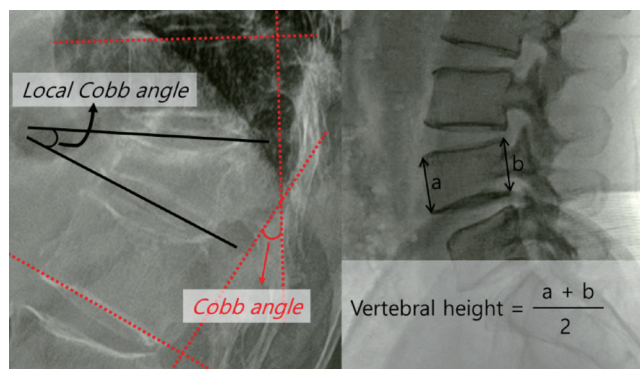 Local Cobb angle
Cobb angle
a
b
Vertebral height = a + b
2